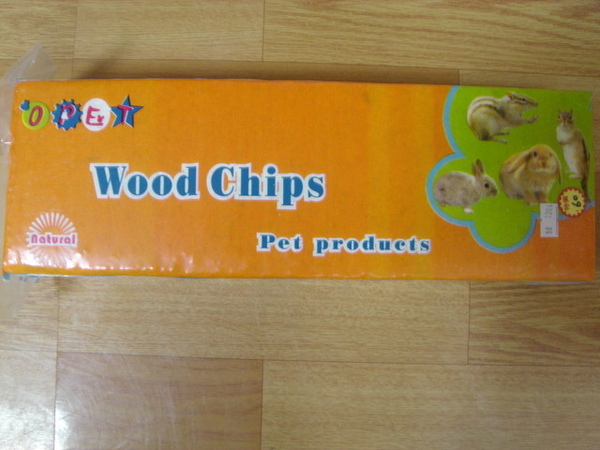 OPET
Wood Chips
natural
Pet products